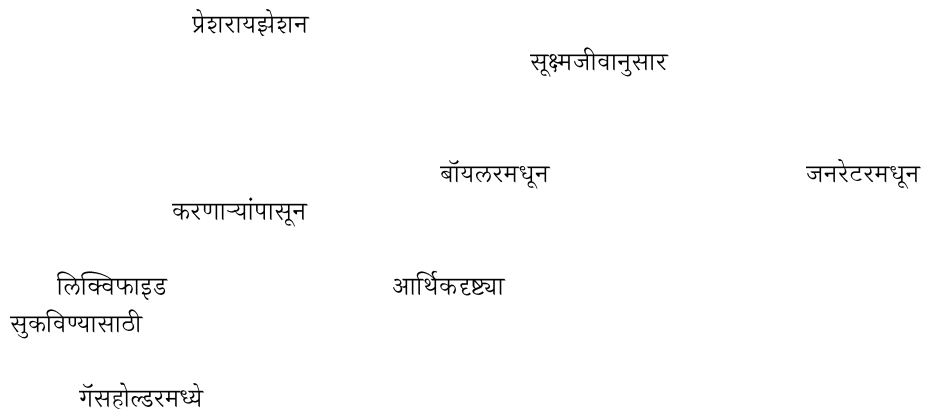 प्रेशरायझेशन
सूक्ष्मजीवानुसार
बॉयलरमधून जनरेटरमधून
करणाऱ्यांपासून
लिक्विफाइड आर्थिकदृष्ट्या
सुकविण्यासाठी
गॅसहोल्डरमध्ये